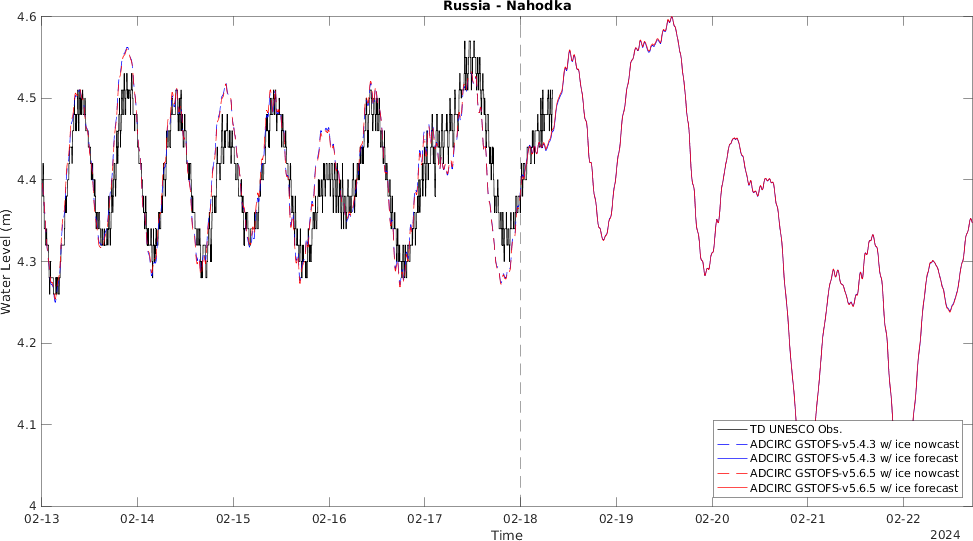 Russia - Nahodka
4.6
4.5
4.4
4.3
4.2
4.1
4
Water Level (m)
02-13
02-14
02-15
02-16
02-17
02-18
02-19
02-20
02-21
02-22
Time
2024
TD UNESCO Obs.
ADCIRC GSTOFS-v5.4.3 w/ ice nowcast
ADCIRC GSTOFS-v5.4.3 w/ ice forecast
ADCIRC GSTOFS-v5.6.5 w/ ice nowcast
ADCIRC GSTOFS-v5.6.5 w/ ice forecast